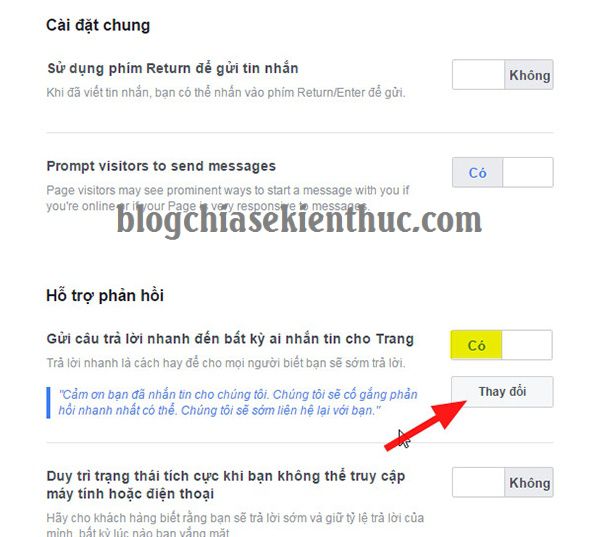 Cài đặt chung
Sử dụng phím Return để gửi tin nhắn
Không
Khi đã viết tin nhắn, bạn có thể nhấn vào phím Return/Enter để gửi.
Prompt visitors to send messages
Có
Page visitors may see prominent ways to start a message with you if
you're online or if your Page is very responsive to messages.
blogchiasekienthuc.com
Hỗ trợ phản hồi
Gửi câu trả lời nhanh đến bất kỳ ai nhắn tin cho Trang
Có
Trả lời nhanh là cách hay để cho mọi người biết bạn sẽ sớm trả lời.
"Cảm ơn bạn đã nhắn tin cho chúng tôi. Chúng tôi sẽ cố gắng phản
hồi nhanh nhất có thể. Chúng tôi sẽ sớm liên hệ lại với bạn."
Thay đổi
Duy trì trạng thái tích cực khi bạn không thể truy cập
máy tính hoặc điện thoại
Không
Hãy cho khách hàng biết rằng bạn sẽ trả lời sớm và giữ tỷ lệ trả lời của
mình, bất kỳ lúc nào bạn vắng mặt.